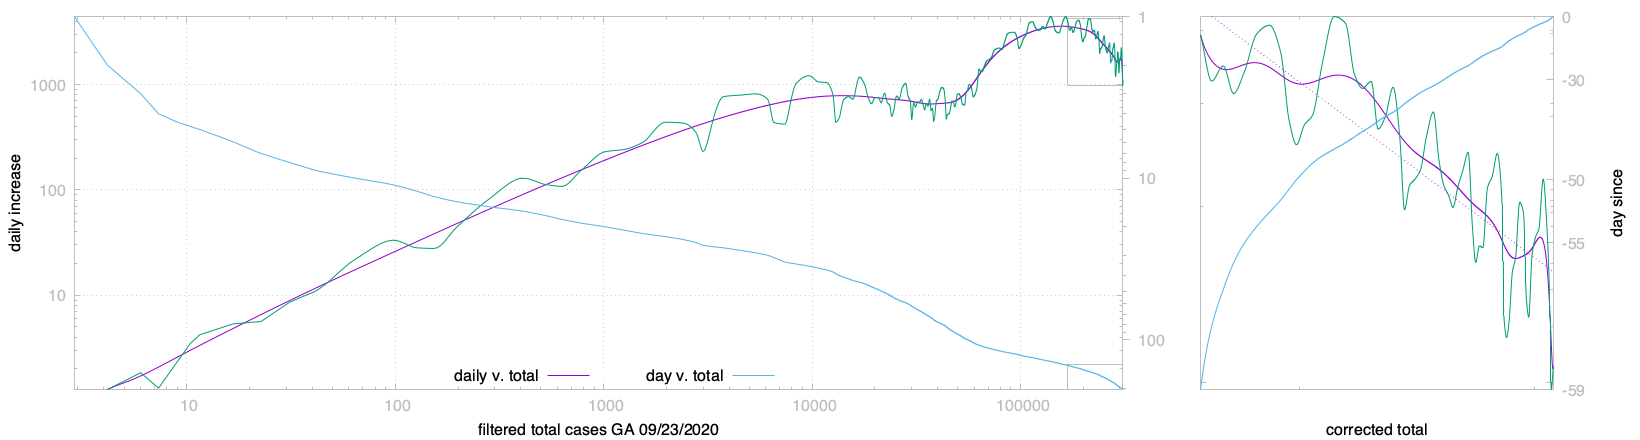 1
0
1000
-30
daily increase
10
-50
day since
100
-55
10
100
daily v. total
day v. total
-59
10
100
1000
10000
100000
filtered total cases GA 09/23/2020
corrected total